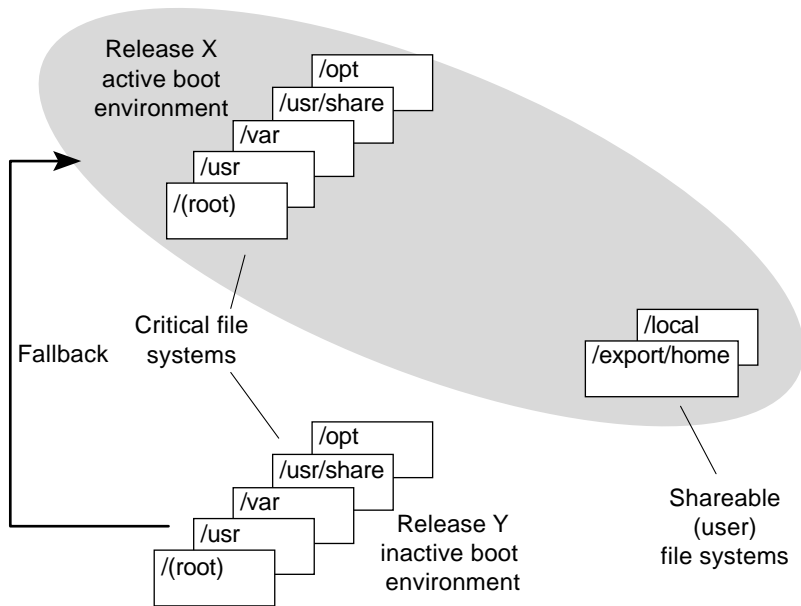 Release X
active boot
environment
/opt
/usr/share
/var
/usr
/(root)
Critical file
systems
Fallback
/local
/export/home
/opt
/usr/share
/var
/usr
/(root)
Release Y
inactive boot
environment
Shareable
(user)
file systems